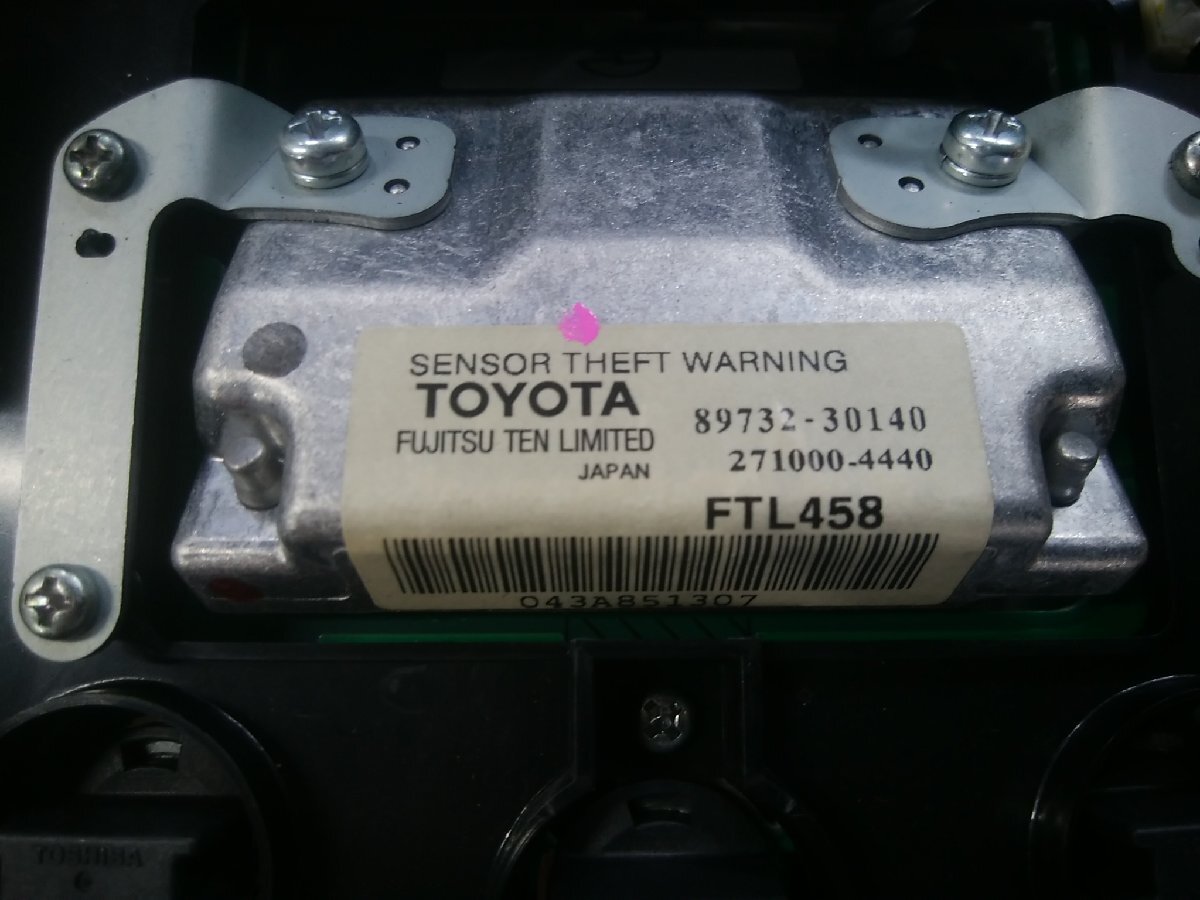 SENSOR THEFT WARNING
TOYOTA
89732-30140
FUJITSU TEN LIMITED
271000-4440
JAPAN
FTL458
043A851307
TOSHIBA